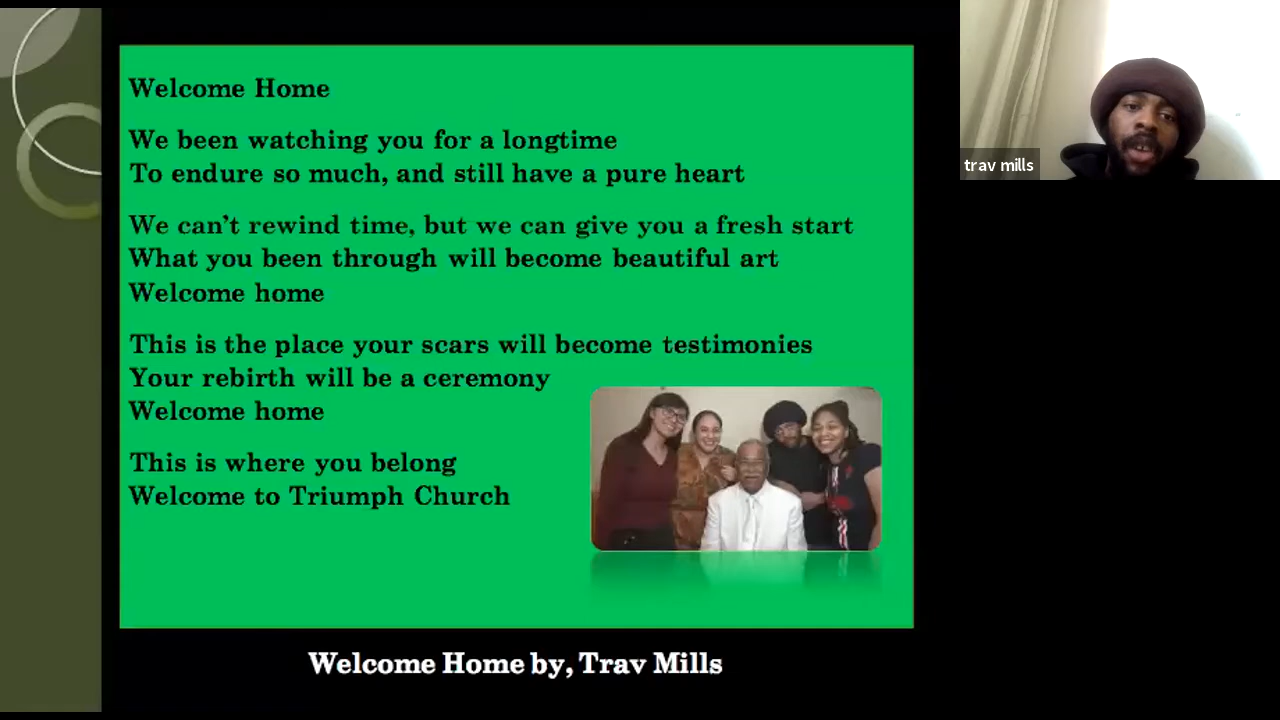 Welcome Home
We been watching you for a longtime
To endure so much, and still have a pure heart
We can’t rewind time, but we can give you a fresh start
What you been through will become beautiful art
Welcome home
This is the place your scars will become testimonies
Your rebirth will be a ceremony
Welcome home
This is where you belong
Welcome to Triumph Church
Welcome Home by, Trav Mills
trav mills